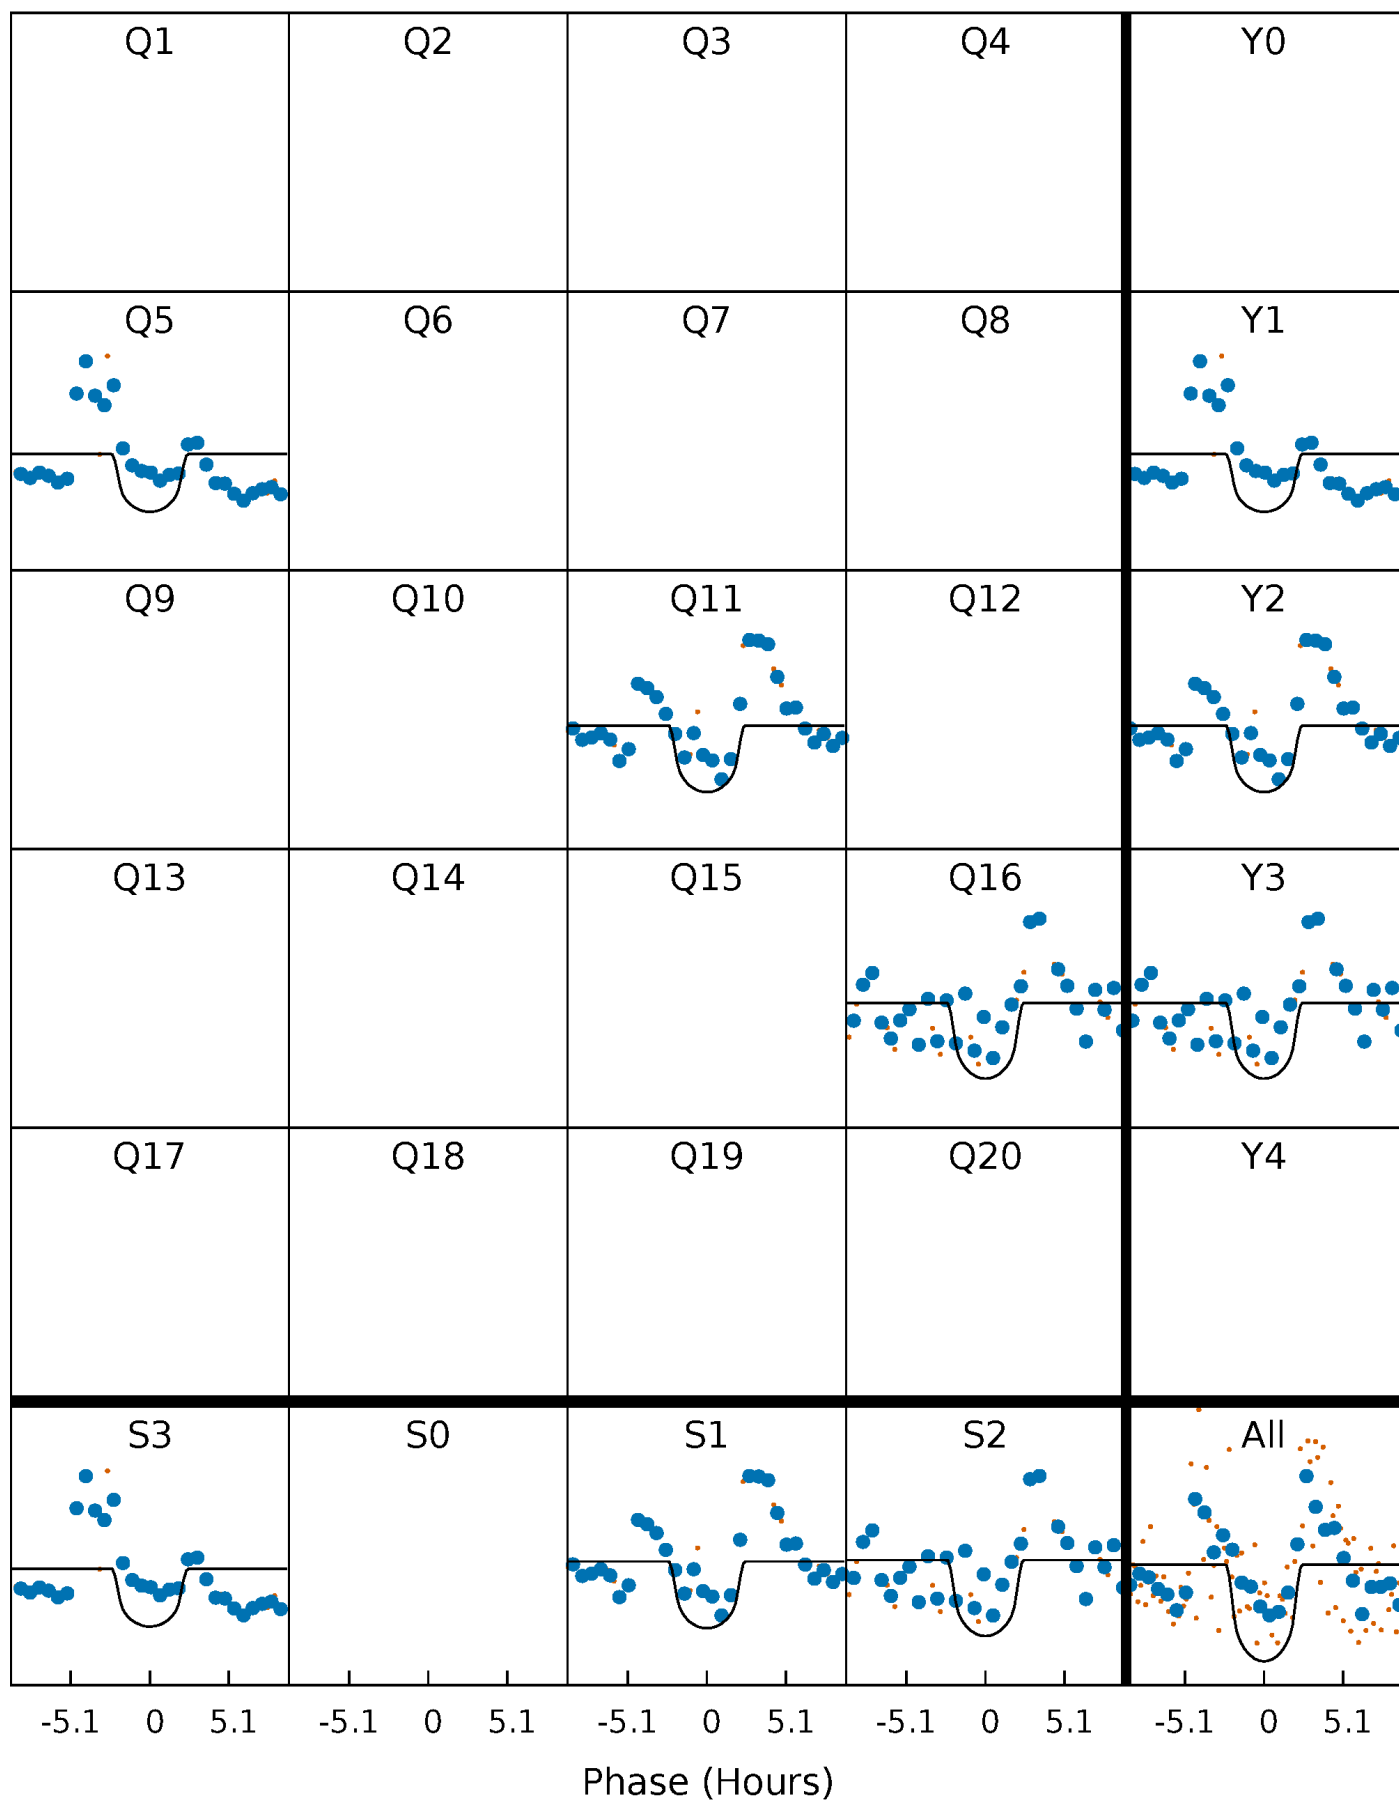 Q1 Q2 Q3 Q4 Y0
Q5 Q6 Q7 Q8 Y1
Q9 Q10 Q11 Q12 Y2
Q13 Q14 Q15 Q16 Y3
Q17 Q18 Q19 Q20 Y4
S3 S0 S1 S2 All
-5.1 0 5.1 -5.1 0 5.1 -5.1 0 5.1 -5.1 0 5.1 -5.1 0 5.1
Phase (Hours)